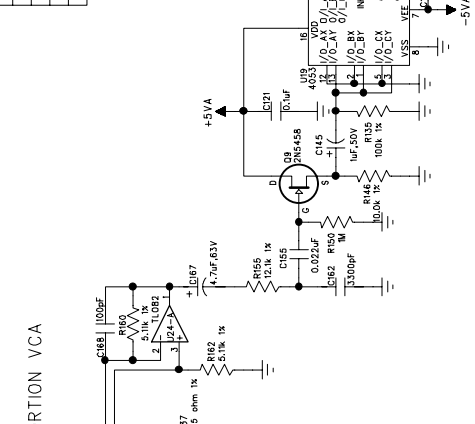 -5VA
VEE
7
VSS
8
VDD
16
I/O_AX
I/O_AY
I/O_BX
I/O_BY
I/O_CX
I/O_CY
U19
4053
12
13
2
1
5
3
+5VA
C121
0.1uF
Q9
2N5458
D
S
G
C145
1uF,50V
+
R135
100k 1%
R146
10.0k 1%
R150
1M
C155
0.022uF
C162
3300pF
R155
12.1k 1%
C167
4.7uF,63V
+
C168
100pF
R160
5.11k 1%
TL082
U24-A
1
2
3
-
+
R162
5.11k 1%
37
5 ohm 1%
RTION VCA